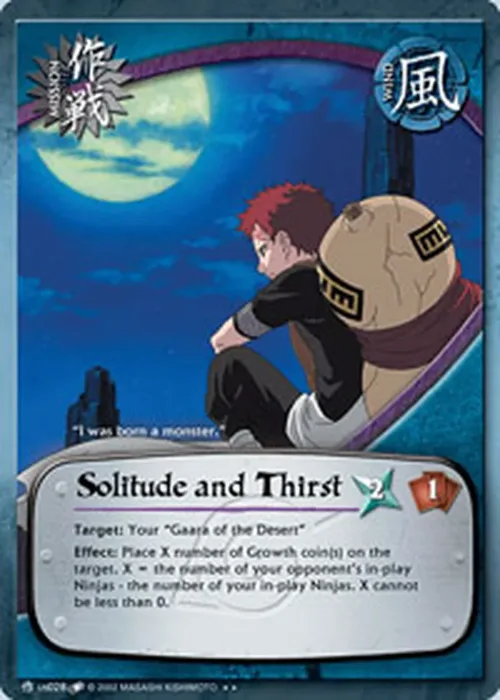 MISSION
作戦
WIND
風
"I was born a monster."
Solitude and Thirst
2
1
Target: Your "Gaara of the Desert"
Effect: Place X number of Growth coin(s) on the
target. X = the number of your opponent's in-play
Ninjas - the number of your in-play Ninjas. X cannot
be less than 0.
© 2002 MASASHI KISHIMOTO